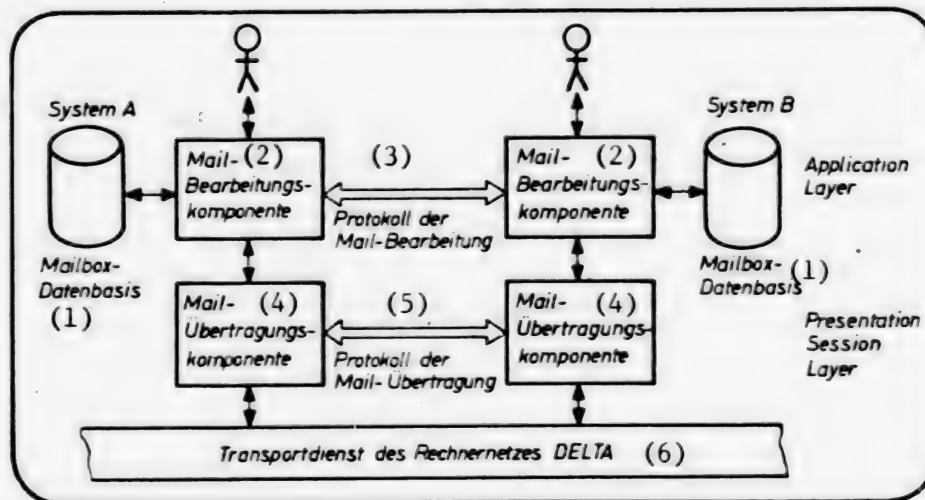 System A
System B
Mail- (2)
Bearbeitungs-
komponente
(3)
Protokoll der
Mail-Bearbeitung
Mail- (2)
Bearbeitungs-
komponente
Application
Layer
Mailbox-
Datenbasis
(1)
Mailbox- (1)
Datenbasis
Mail- (4)
Übertragungs-
komponente
(5)
Protokoll der
Mail-Übertragung
Mail- (4)
Übertragungs-
komponente
Presentation
Session
Layer
Transportdienst des Rechnernetzes DELTA (6)